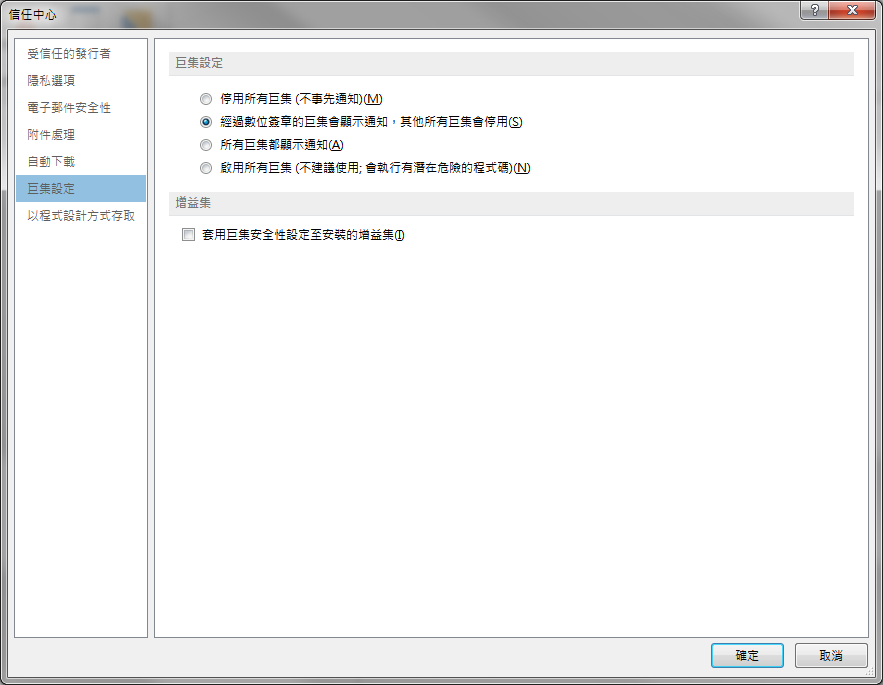 信任中心
受信任的發行者
隱私選項
電子郵件安全性
附件處理
自動下載
巨集設定
以程式設計方式存取
巨集設定
停用所有巨集 (不事先通知)(M)
經過數位簽章的巨集會顯示通知，其他所有巨集會停用(S)
所有巨集都顯示通知(A)
啟用所有巨集 (不建議使用; 會執行有潛在危險的程式碼)(N)
增益集
套用巨集安全性設定至安裝的增益集(I)
確定
取消